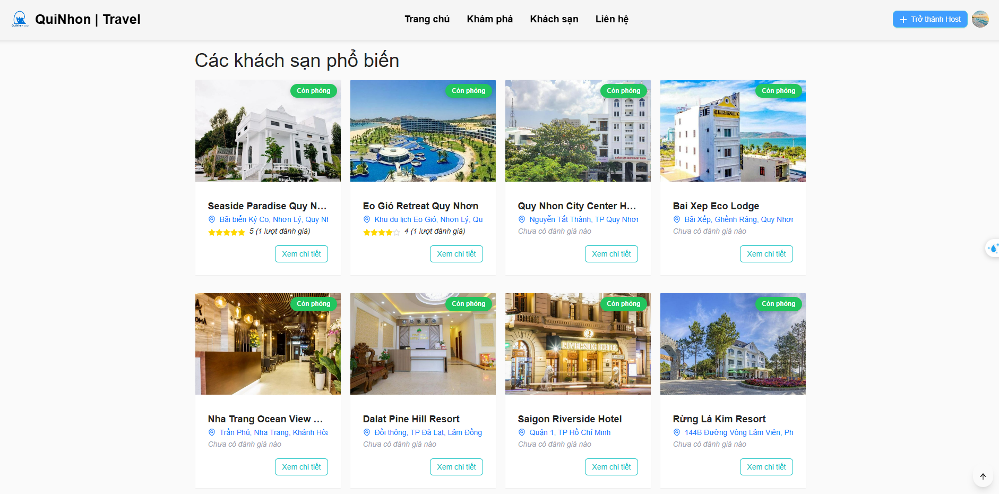 QuiNhon | Travel
Trang chủ
Khám phá
Khách sạn
Liên hệ
Trở thành Host
Các khách sạn phổ biến
Còn phòng
Còn phòng
Còn phòng
Còn phòng
KHÁCH SẠN CENTER QUY NHƠN
MIRA HOTEL
Seaside Paradise Quy N...
Bãi biển Kỳ Co, Nhơn Lý, Quy Nh
5 (1 lượt đánh giá)
Xem chi tiết
Eo Gió Retreat Quy Nhơn
Khu du lịch Eo Gió, Nhơn Lý, Qu
4 (1 lượt đánh giá)
Xem chi tiết
Quy Nhon City Center H...
Nguyễn Tất Thành, TP Quy Nhơn
Chưa có đánh giá nào
Xem chi tiết
Bai Xep Eco Lodge
Bãi Xếp, Ghềnh Ráng, Quy Nhơn
Chưa có đánh giá nào
Xem chi tiết
Còn phòng
Còn phòng
Còn phòng
Còn phòng
RIVERSIDE HOTEL
Nha Trang Ocean View ...
Trần Phú, Nha Trang, Khánh Hòa
Chưa có đánh giá nào
Xem chi tiết
Dalat Pine Hill Resort
Đồi thông, TP Đà Lạt, Lâm Đồng
Chưa có đánh giá nào
Xem chi tiết
Saigon Riverside Hotel
Quận 1, TP Hồ Chí Minh
Chưa có đánh giá nào
Xem chi tiết
Rừng Lá Kim Resort
144B Đường Vòng Lâm Viên, Ph
Chưa có đánh giá nào
Xem chi tiết